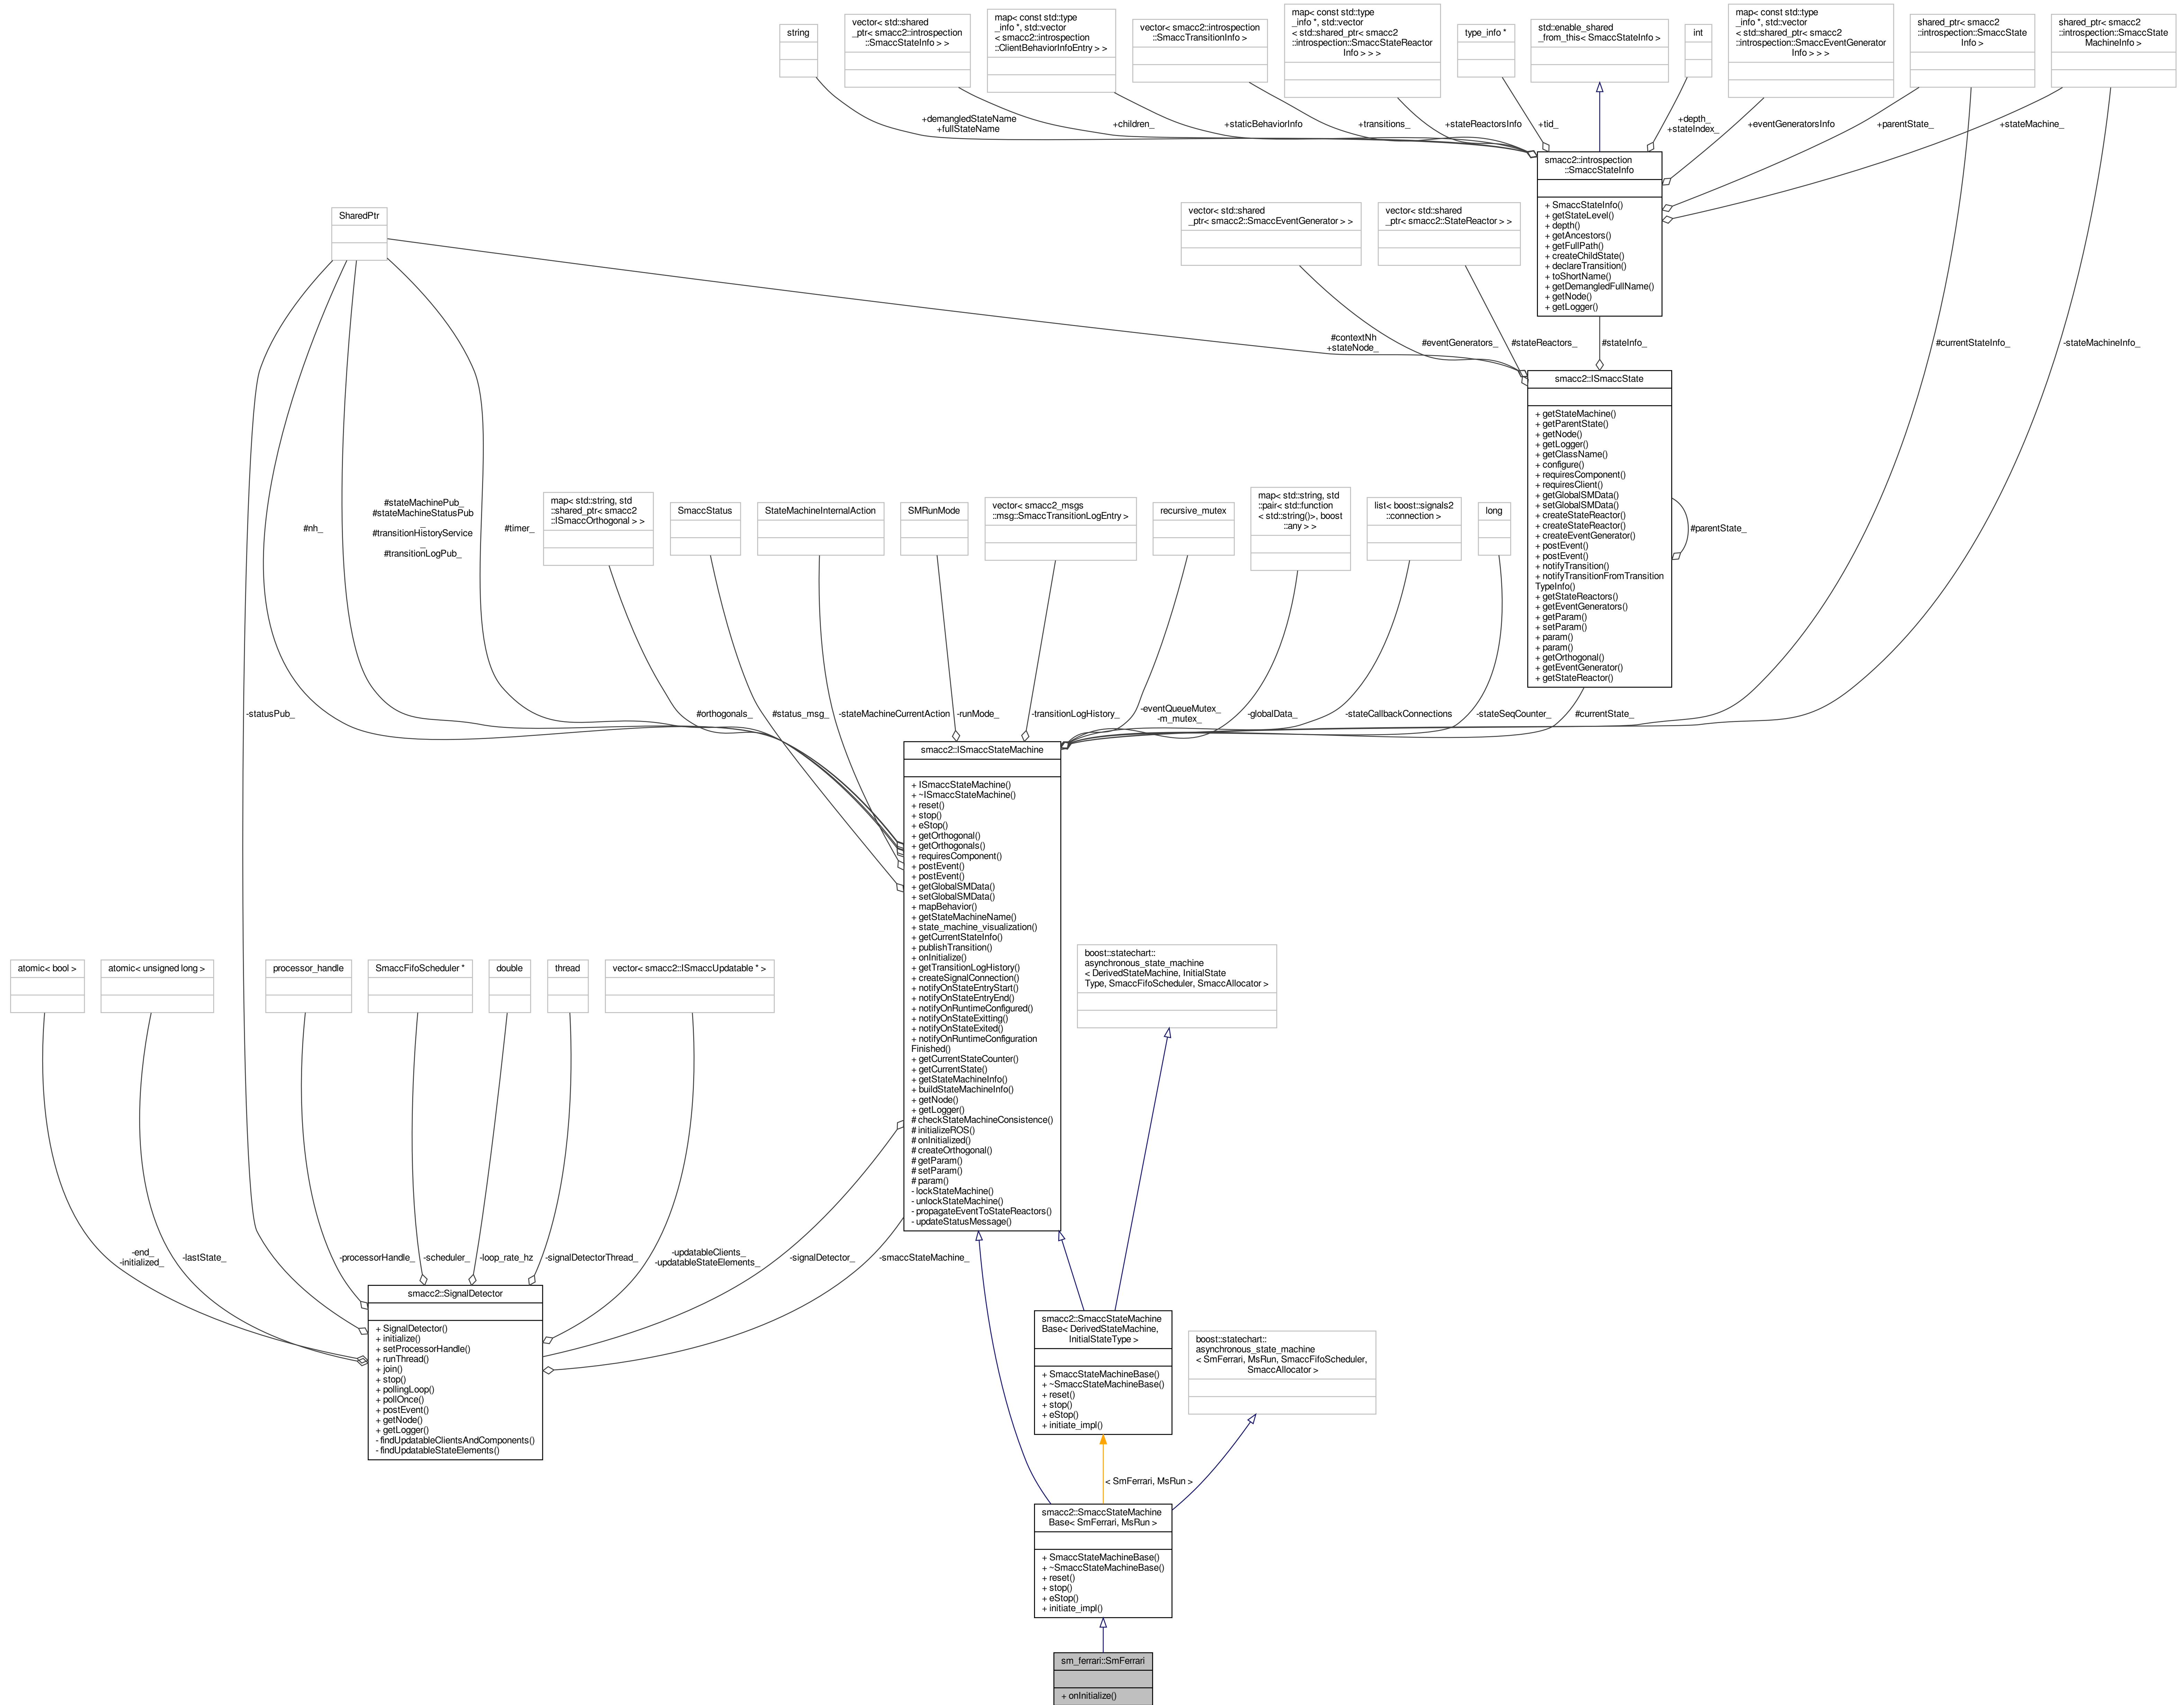 string
vector< std::shared
_ptr< smacc2::introspection
::SmaccStateInfo > >
map< const std::type
_info *, std::vector
< smacc2::introspection
::ClientBehaviorInfoEntry > >
vector< smacc2::introspection
::SmaccTransitionInfo >
map< const std::type
_info *, std::vector
< std::shared_ptr< smacc2
::introspection::SmaccStateReactor
Info > > >
type_info *
std::enable_shared
_from_this< SmaccStateInfo >
int
map< const std::type
_info *, std::vector
< std::shared_ptr< smacc2
::introspection::SmaccEventGenerator
Info > > >
shared_ptr< smacc2
::introspection::SmaccState
Info >
shared_ptr< smacc2
::introspection::SmaccState
MachineInfo >
+demangledStateName
+fullStateName
+children_
+staticBehaviorInfo
+transitions_
+stateReactorsInfo
+tid_
+depth_
+stateIndex_
+eventGeneratorsInfo
+parentState_
+stateMachine_
smacc2::introspection
::SmaccStateInfo
+ SmaccStateInfo()
+ getStateLevel()
+ depth()
+ getAncestors()
+ getFullPath()
+ createChildState()
+ declareTransition()
+ toShortName()
+ getDemangledFullName()
+ getNode()
+ getLogger()
SharedPtr
vector< std::shared
_ptr< smacc2::SmaccEventGenerator > >
vector< std::shared
_ptr< smacc2::StateReactor > >
#contextNh
+stateNode_
#eventGenerators_
#stateReactors_
#stateInfo_
#currentStateInfo_
-stateMachineInfo_
smacc2::ISmaccState
+ getStateMachine()
+ getParentState()
+ getNode()
+ getLogger()
+ getClassName()
+ configure()
+ requiresComponent()
+ requiresClient()
+ getGlobalSMData()
+ setGlobalSMData()
+ createStateReactor()
+ createStateReactor()
+ createEventGenerator()
+ postEvent()
+ postEvent()
+ notifyTransition()
+ notifyTransitionFromTransition
TypeInfo()
+ getStateReactors()
+ getEventGenerators()
+ getParam()
+ setParam()
+ param()
+ param()
+ getOrthogonal()
+ getEventGenerator()
+ getStateReactor()
#parentState_
#nh_
#stateMachinePub_
#stateMachineStatusPub
_
#transitionHistoryService
_
#transitionLogPub_
#timer_
map< std::string, std
::shared_ptr< smacc2
::ISmaccOrthogonal > >
SmaccStatus
StateMachineInternalAction
SMRunMode
vector< smacc2_msgs
::msg::SmaccTransitionLogEntry >
recursive_mutex
map< std::string, std
::pair< std::function
< std::string()>, boost
::any > >
list< boost::signals2
::connection >
long
-statusPub_
#orthogonals_
#status_msg_
-stateMachineCurrentAction
-runMode_
-transitionLogHistory_
-eventQueueMutex_
-m_mutex_
-globalData_
-stateCallbackConnections
-stateSeqCounter_
#currentState_
smacc2::ISmaccStateMachine
+ ISmaccStateMachine()
+ ~ISmaccStateMachine()
+ reset()
+ stop()
+ eStop()
+ getOrthogonal()
+ getOrthogonals()
+ requiresComponent()
+ postEvent()
+ postEvent()
+ getGlobalSMData()
+ setGlobalSMData()
+ mapBehavior()
+ getStateMachineName()
+ state_machine_visualization()
+ getCurrentStateInfo()
+ publishTransition()
+ onInitialize()
+ getTransitionLogHistory()
+ createSignalConnection()
+ notifyOnStateEntryStart()
+ notifyOnStateEntryEnd()
+ notifyOnRuntimeConfigured()
+ notifyOnStateExitting()
+ notifyOnStateExited()
+ notifyOnRuntimeConfiguration
Finished()
+ getCurrentStateCounter()
+ getCurrentState()
+ getStateMachineInfo()
+ buildStateMachineInfo()
+ getNode()
+ getLogger()
# checkStateMachineConsistence()
# initializeROS()
# onInitialized()
# createOrthogonal()
# getParam()
# setParam()
# param()
- lockStateMachine()
- unlockStateMachine()
- propagateEventToStateReactors()
- updateStatusMessage()
atomic< bool >
atomic< unsigned long >
processor_handle
SmaccFifoScheduler *
double
thread
vector< smacc2::ISmaccUpdatable * >
boost::statechart::
asynchronous_state_machine
< DerivedStateMachine, InitialState
Type, SmaccFifoScheduler, SmaccAllocator >
-end_
-initialized_
-lastState_
-processorHandle_
-scheduler_
-loop_rate_hz
-signalDetectorThread_
-updatableClients_
-updatableStateElements_
-signalDetector_
-smaccStateMachine_
smacc2::SignalDetector
+ SignalDetector()
+ initialize()
+ setProcessorHandle()
+ runThread()
+ join()
+ stop()
+ pollingLoop()
+ pollOnce()
+ postEvent()
+ getNode()
+ getLogger()
- findUpdatableClientsAndComponents()
- findUpdatableStateElements()
smacc2::SmaccStateMachine
Base< DerivedStateMachine,
InitialStateType >
+ SmaccStateMachineBase()
+ ~SmaccStateMachineBase()
+ reset()
+ stop()
+ eStop()
+ initiate_impl()
boost::statechart::
asynchronous_state_machine
< SmFerrari, MsRun, SmaccFifoScheduler,
SmaccAllocator >
< SmFerrari, MsRun >
smacc2::SmaccStateMachine
Base< SmFerrari, MsRun >
+ SmaccStateMachineBase()
+ ~SmaccStateMachineBase()
+ reset()
+ stop()
+ eStop()
+ initiate_impl()
sm_ferrari::SmFerrari
+ onInitialize()